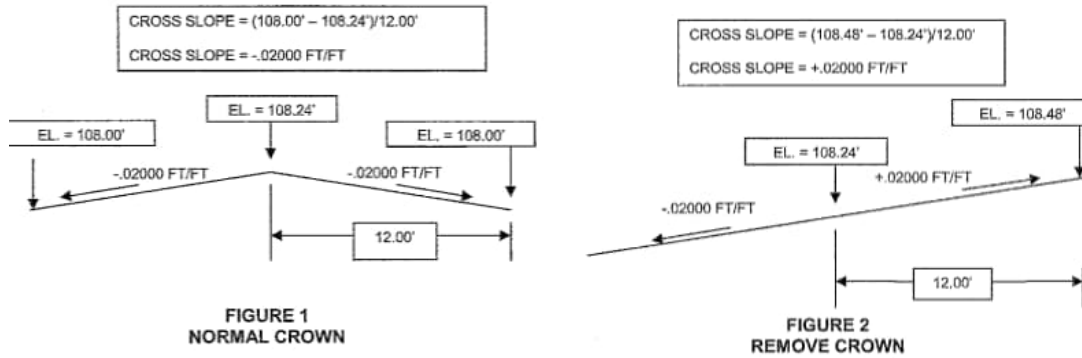 CROSS SLOPE = (108.00' – 108.24')/12.00'
CROSS SLOPE = -.02000 FT/FT
EL. = 108.24'
EL. = 108.00'
EL. = 108.00'
-.02000 FT/FT
-.02000 FT/FT
12.00'
FIGURE 1
NORMAL CROWN
CROSS SLOPE = (108.48' – 108.24')/12.00'
CROSS SLOPE = +.02000 FT/FT
EL. = 108.48'
EL. = 108.24'
+.02000 FT/FT
-.02000 FT/FT
12.00'
FIGURE 2
REMOVE CROWN